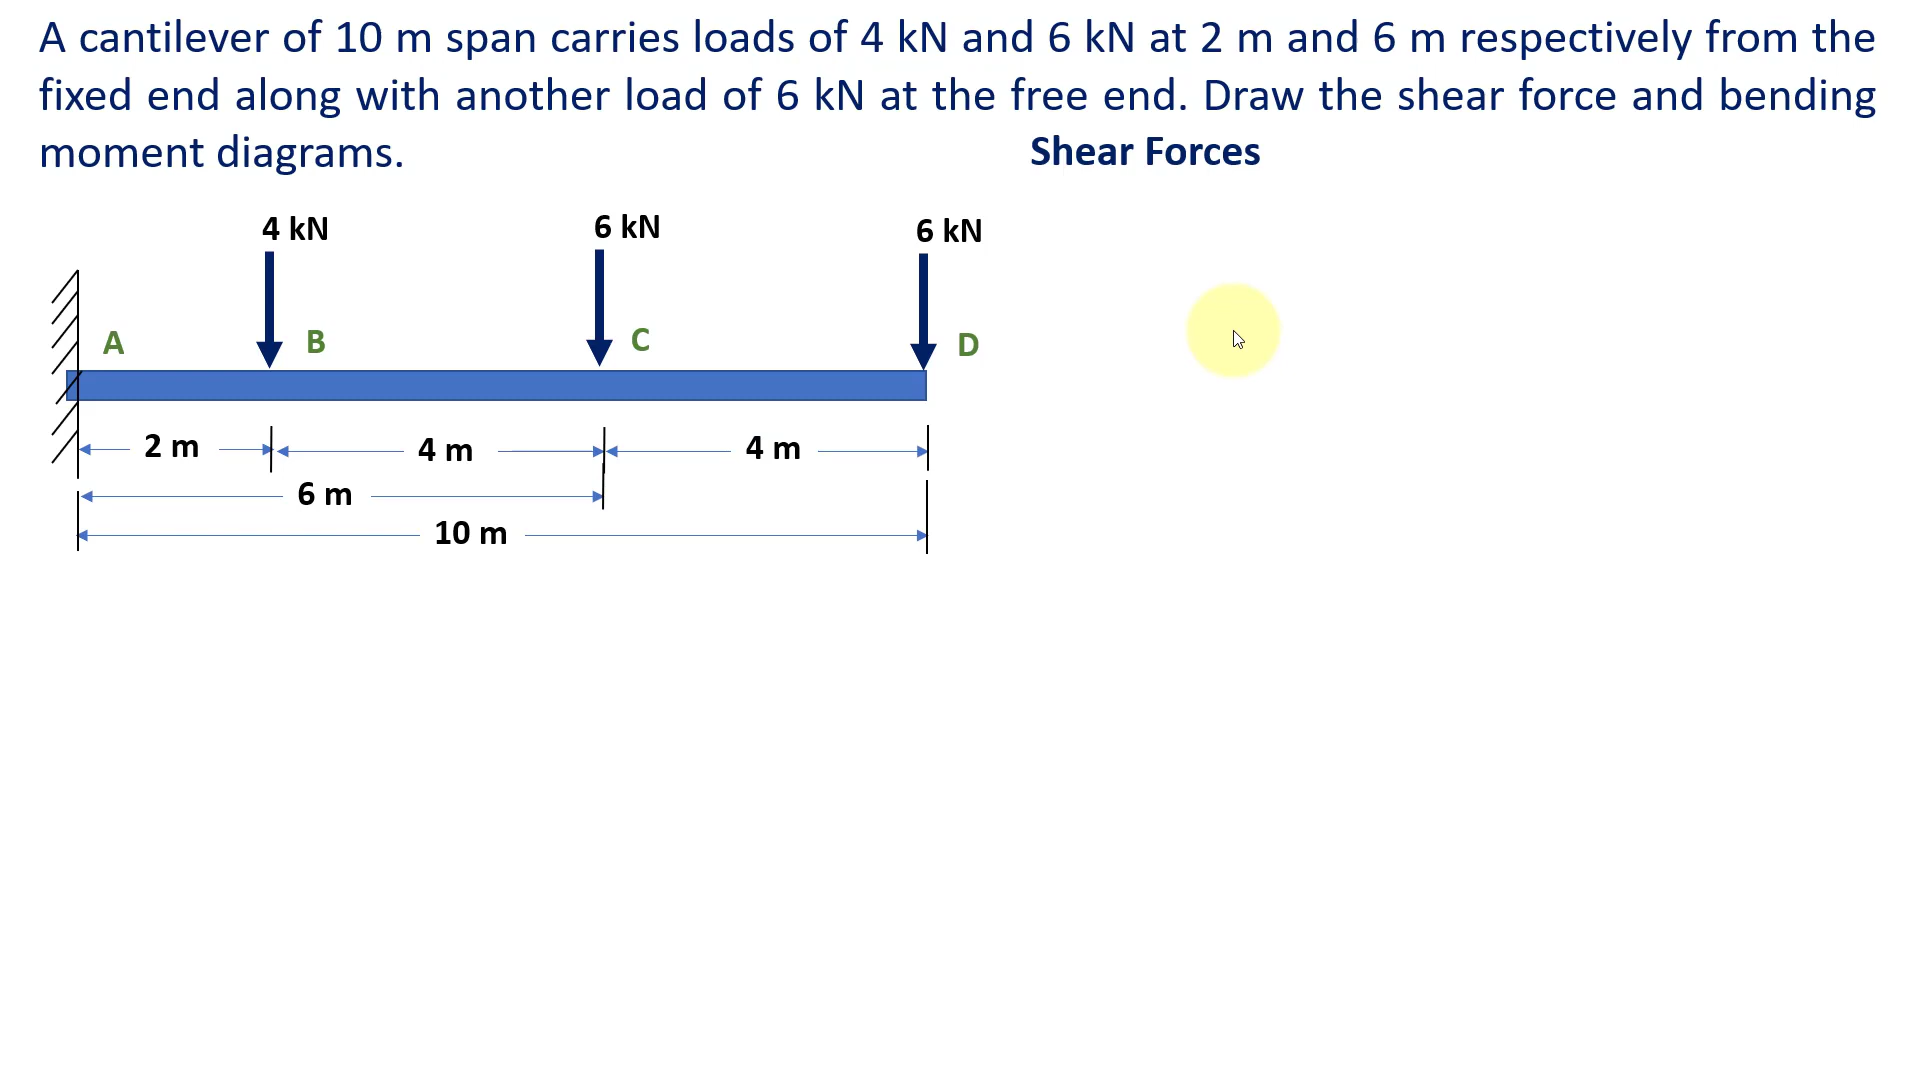 A cantilever of 10 m span carries loads of 4 kN and 6 kN at 2 m and 6 m respectively from the
fixed end along with another load of 6 kN at the free end. Draw the shear force and bending
moment diagrams.
Shear Forces
4 kN
6 kN
6 kN
A
B
C
D
2 m
4 m
4 m
6 m
10 m